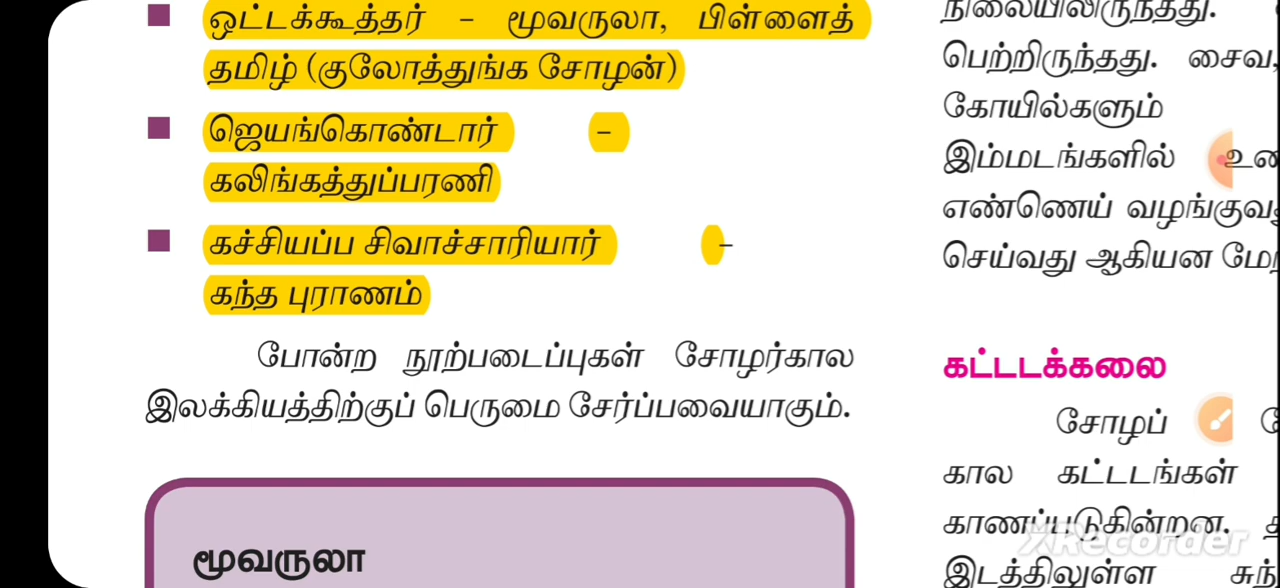 ஒட்டக்கூத்தர் – மூவருலா, பிள்ளைத்
தமிழ் (குலோத்துங்க சோழன்)
ஜெயங்கொண்டார் –
கலிங்கத்துப்பரணி
கச்சியப்ப சிவாச்சாரியார் –
கந்த புராணம்
போன்ற நூற்படைப்புகள் சோழர்கால
இலக்கியத்திற்குப் பெருமை சேர்ப்பவையாகும்.
மூவருலா
நிலையிலிருந்தது.
பெற்றிருந்தது. சைவ,
கோயில்களும்
இம்மடங்களில்
எண்ணெய்
செய்வது ஆகியன
கட்டடக்கலை
சோழப்
கால கட்டடங்கள்
காணப்படுகின்றன.
இடத்திலுள்ள
XRecorder